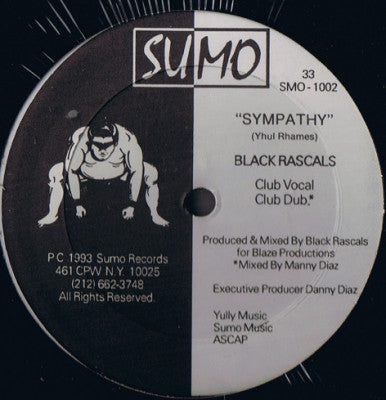 SUMO
33
SMO-1002
"SYMPATHY"
(Yhul Rhames)
BLACK RASCALS
Club Vocal
Club Dub.*
Produced & Mixed By Black Rascals
for Blaze Productions
*Mixed By Manny Diaz
Executive Producer Danny Diaz
Yully Music
Sumo Music
ASCAP
P C 1993 Sumo Records
461 CPW N.Y. 10025
(212) 662-3748
All Rights Reserved.